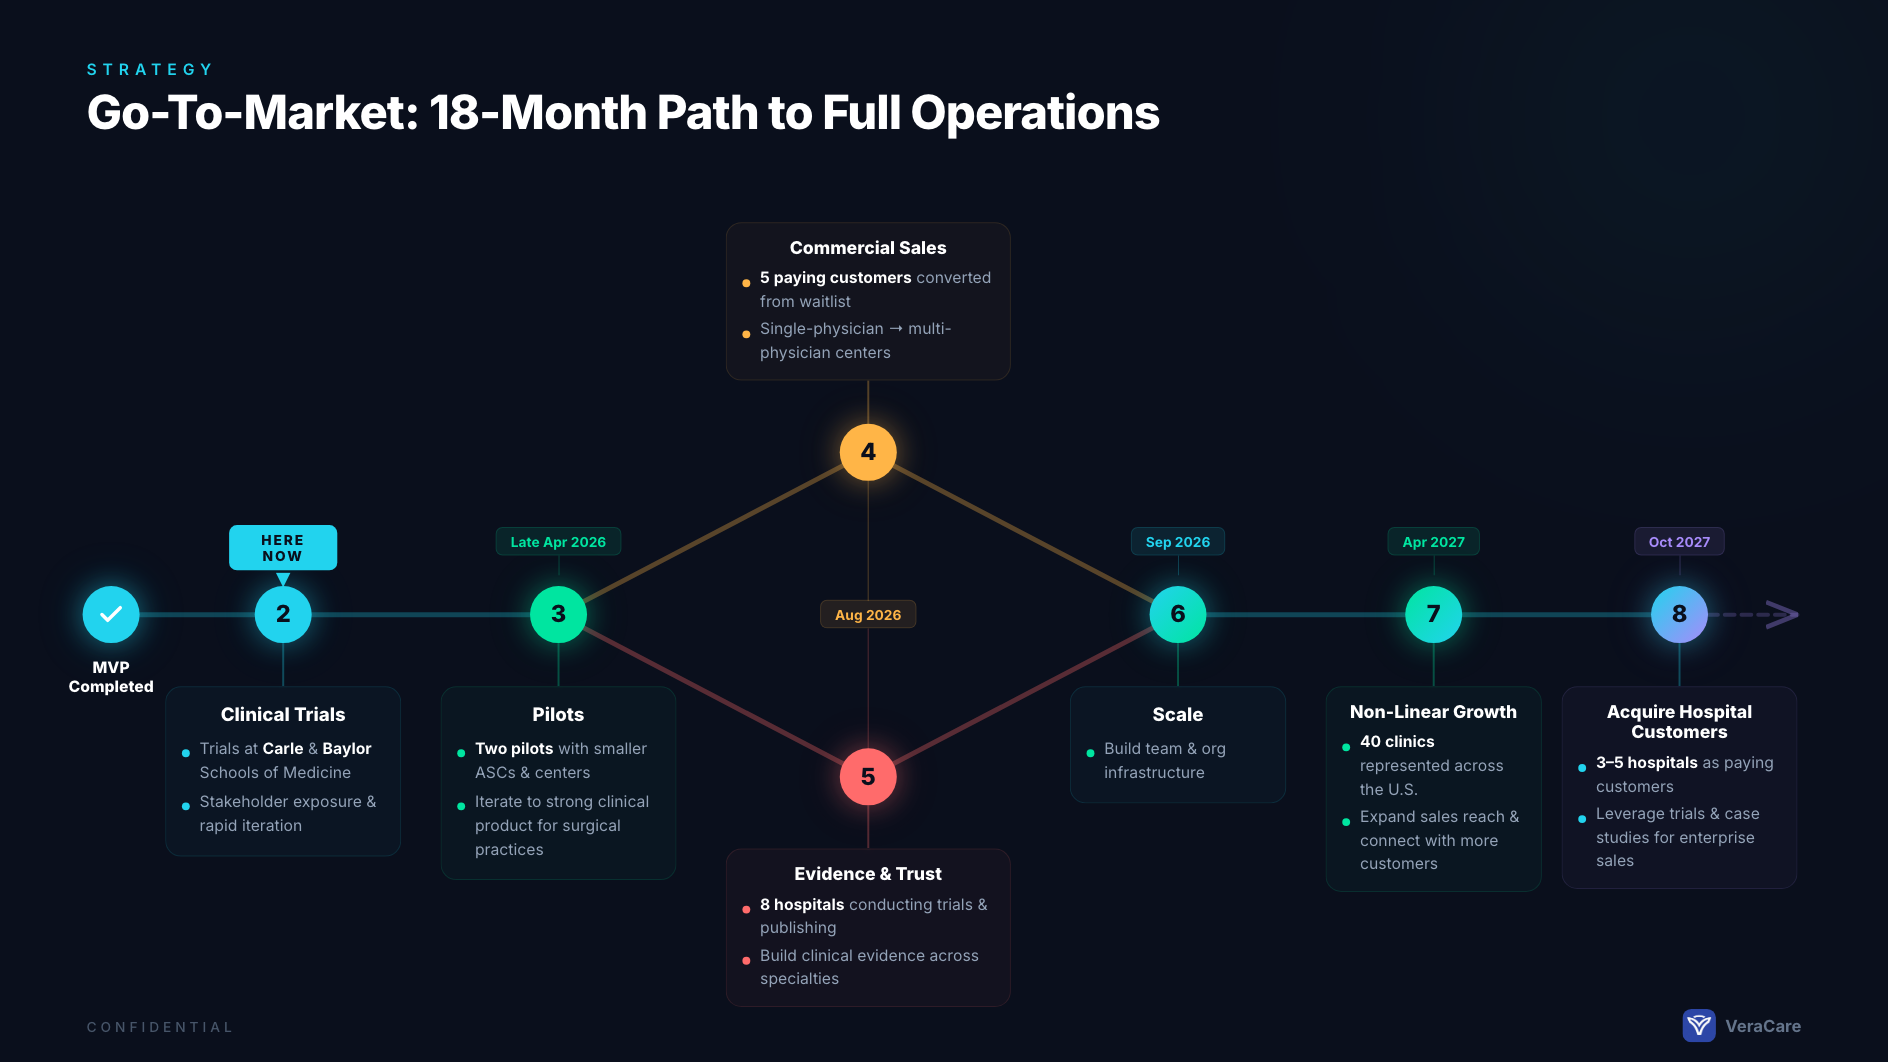 STRATEGY
Go-To-Market: 18-Month Path to Full Operations
Commercial Sales
5 paying customers converted
from waitlist
Single-physician → multi-
physician centers
4
HERE
NOW
Late Apr 2026
Sep 2026
Apr 2027
Oct 2027
2
3
Aug 2026
6
7
8
MVP
Completed
Clinical Trials
Trials at Carle & Baylor
Schools of Medicine
Stakeholder exposure &
rapid iteration
Pilots
Two pilots with smaller
ASCs & centers
Iterate to strong clinical
product for surgical
practices
5
Evidence & Trust
8 hospitals conducting trials &
publishing
Build clinical evidence across
specialties
Scale
Build team & org
infrastructure
Non-Linear Growth
40 clinics
represented across
the U.S.
Expand sales reach &
connect with more
customers
Acquire Hospital
Customers
3–5 hospitals as paying
customers
Leverage trials & case
studies for enterprise
sales
CONFIDENTIAL
VeraCare